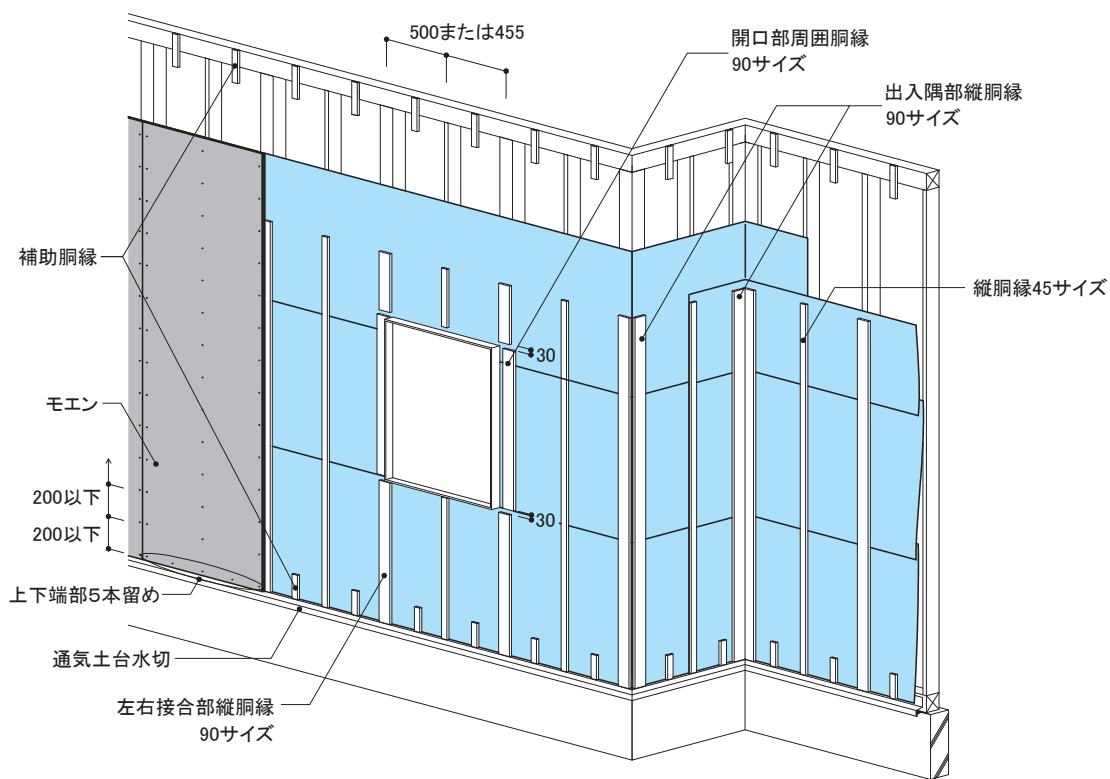 500または455
開口部周囲胴縁
90サイズ
出入隅部縦胴縁
90サイズ
補助胴縁
縦胴縁45サイズ
30
モエン
200以下
30
200以下
上下端部5本留め
通気土台水切
左右接合部縦胴縁
90サイズ